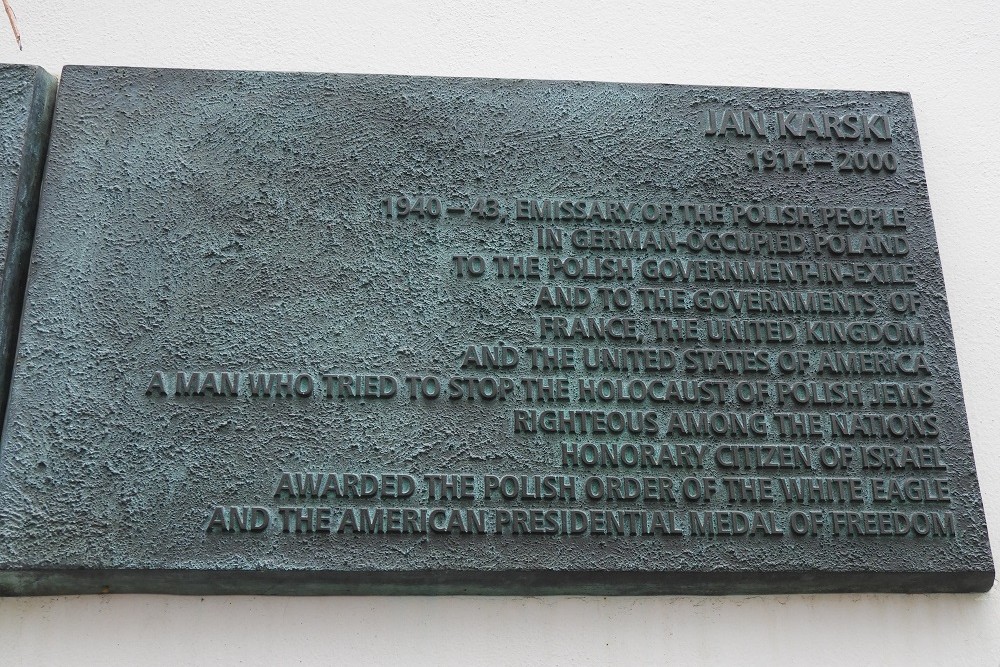 JAN KARSKI
1914 – 2000
1940 – 43, EMISSARY OF THE POLISH PEOPLE
IN GERMAN-OCCUPIED POLAND
TO THE POLISH GOVERNMENT-IN-EXILE
AND TO THE GOVERNMENTS OF
FRANCE, THE UNITED KINGDOM
AND THE UNITED STATES OF AMERICA
A MAN WHO TRIED TO STOP THE HOLOCAUST OF POLISH JEWS
RIGHTEOUS AMONG THE NATIONS
HONORARY CITIZEN OF ISRAEL
AWARDED THE POLISH ORDER OF THE WHITE EAGLE
AND THE AMERICAN PRESIDENTIAL MEDAL OF FREEDOM